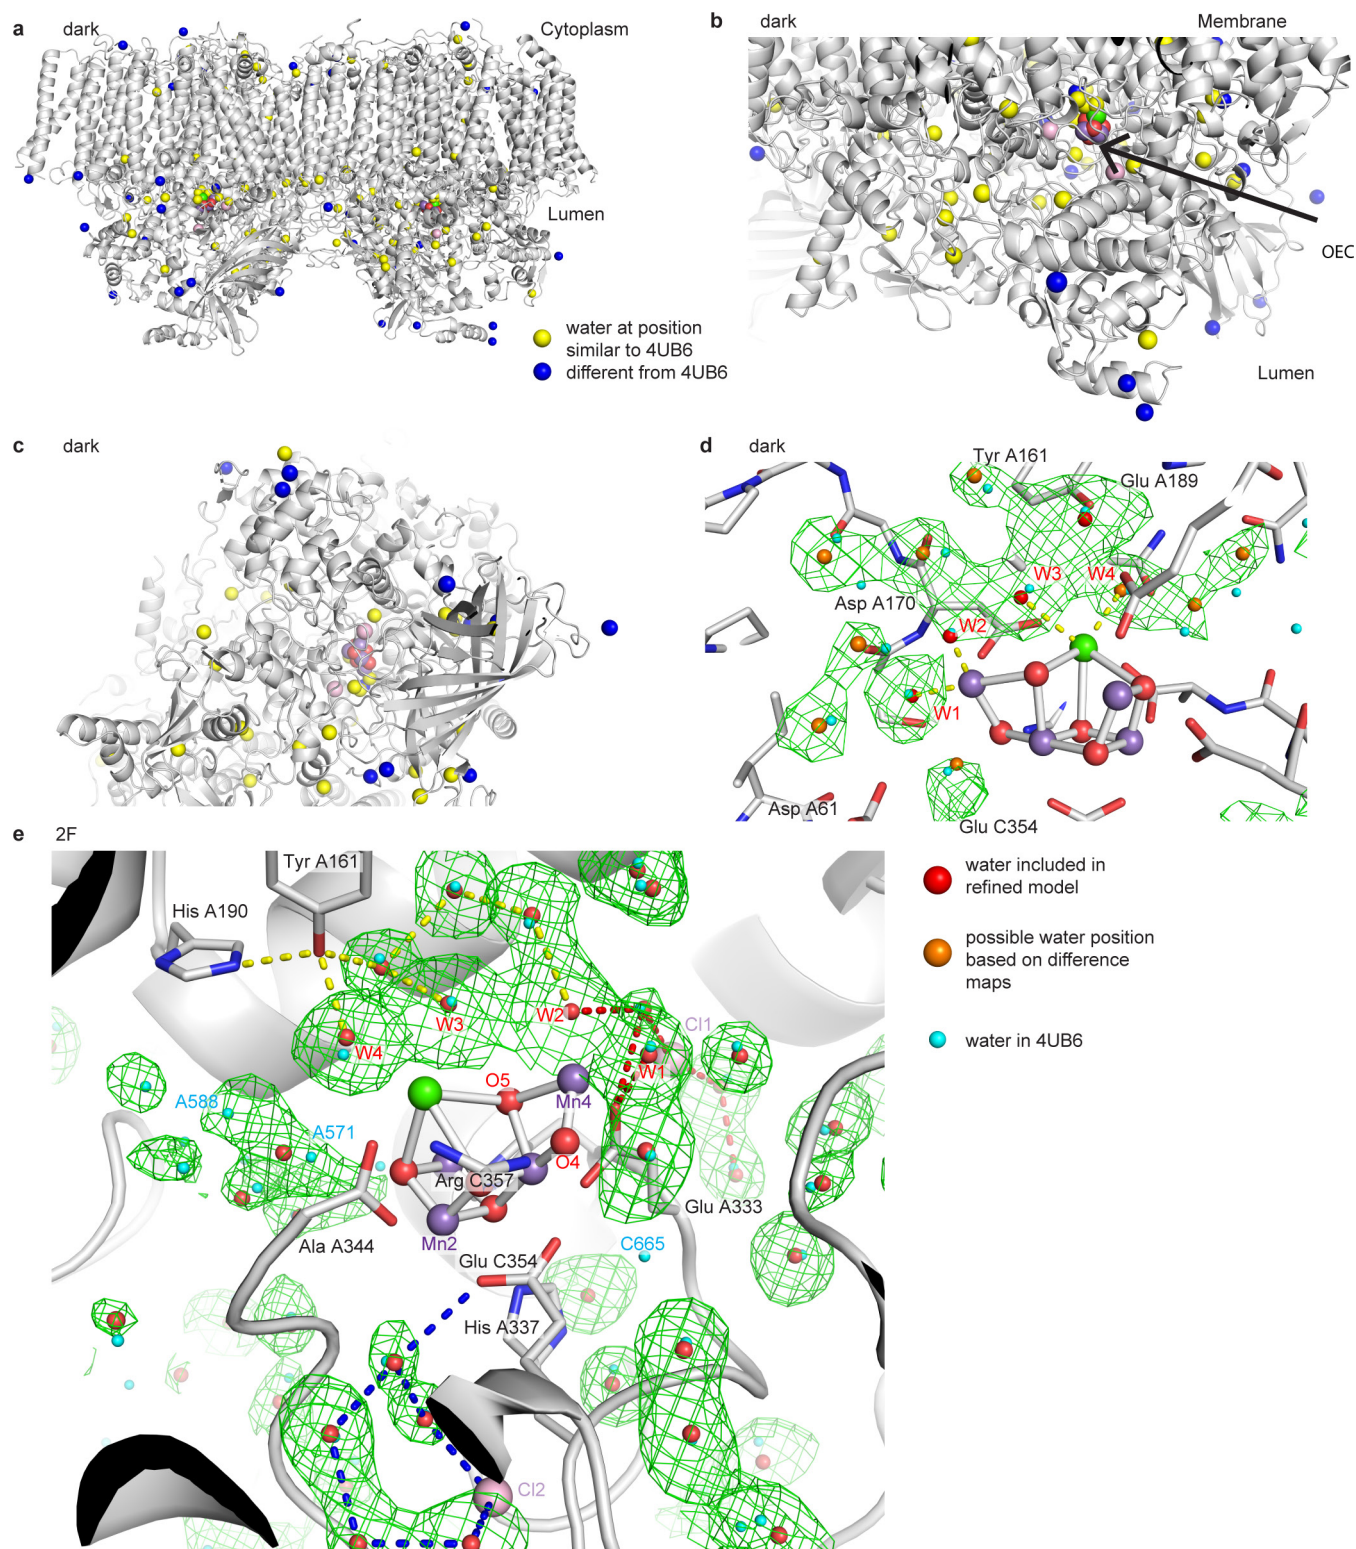 a
dark
Cytoplasm
Lumen
water at position
similar to 4UB6
different from 4UB6
b
dark
Membrane
OEC
Lumen
c
dark
d
dark
Tyr A161
Glu A189
W3
W4
Asp A170
W2
W1
Asp A61
Glu C354
water included in
refined model
possible water position
based on difference
maps
water in 4UB6
e
2F
Tyr A161
His A190
W3
W2
Cl1
W4
W1
O5
Mn4
A588
A571
O4
Arg C357
Glu A333
Ala A344
Mn2
Glu C354
C665
His A337
Cl2